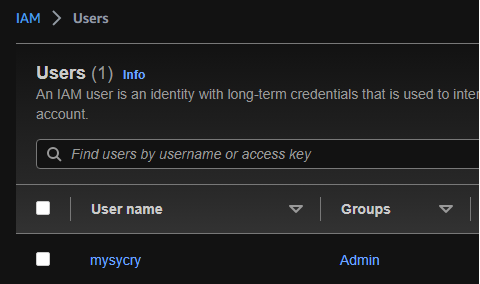 IAM > Users
Users (1) Info
An IAM user is an identity with long-term credentials that is used to inter
account.
Find users by username or access key
User name Groups
mysycry Admin